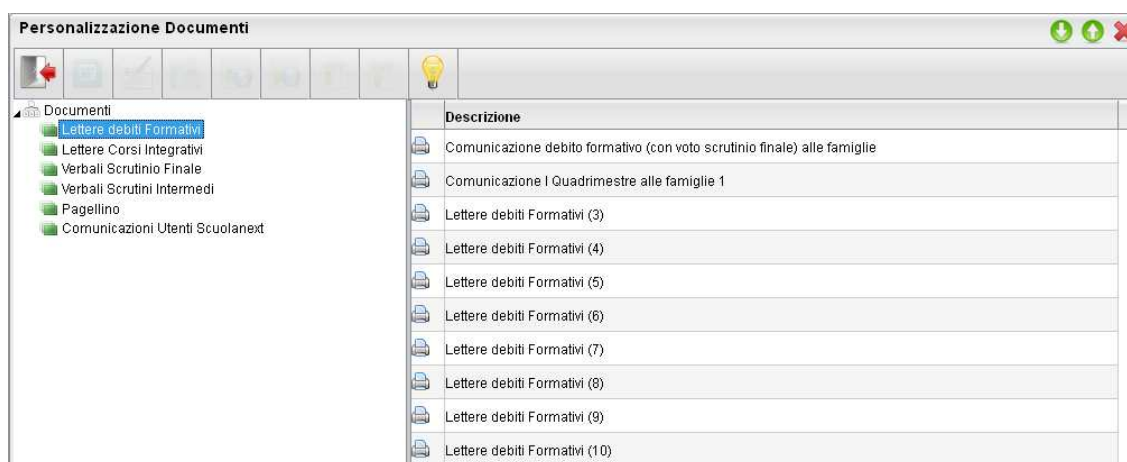 Personalizzazione Documenti
Documenti
Lettere debiti Formativi
Lettere Corsi Integrativi
Verbali Scrutinio Finale
Verbali Scrutini Intermedi
Pagellino
Comunicazioni Utenti Scuolanext
Descrizione
Comunicazione debito formativo (con voto scrutinio finale) alle famiglie
Comunicazione I Quadrimestre alle famiglie 1
Lettere debiti Formativi (3)
Lettere debiti Formativi (4)
Lettere debiti Formativi (5)
Lettere debiti Formativi (6)
Lettere debiti Formativi (7)
Lettere debiti Formativi (8)
Lettere debiti Formativi (9)
Lettere debiti Formativi (10)